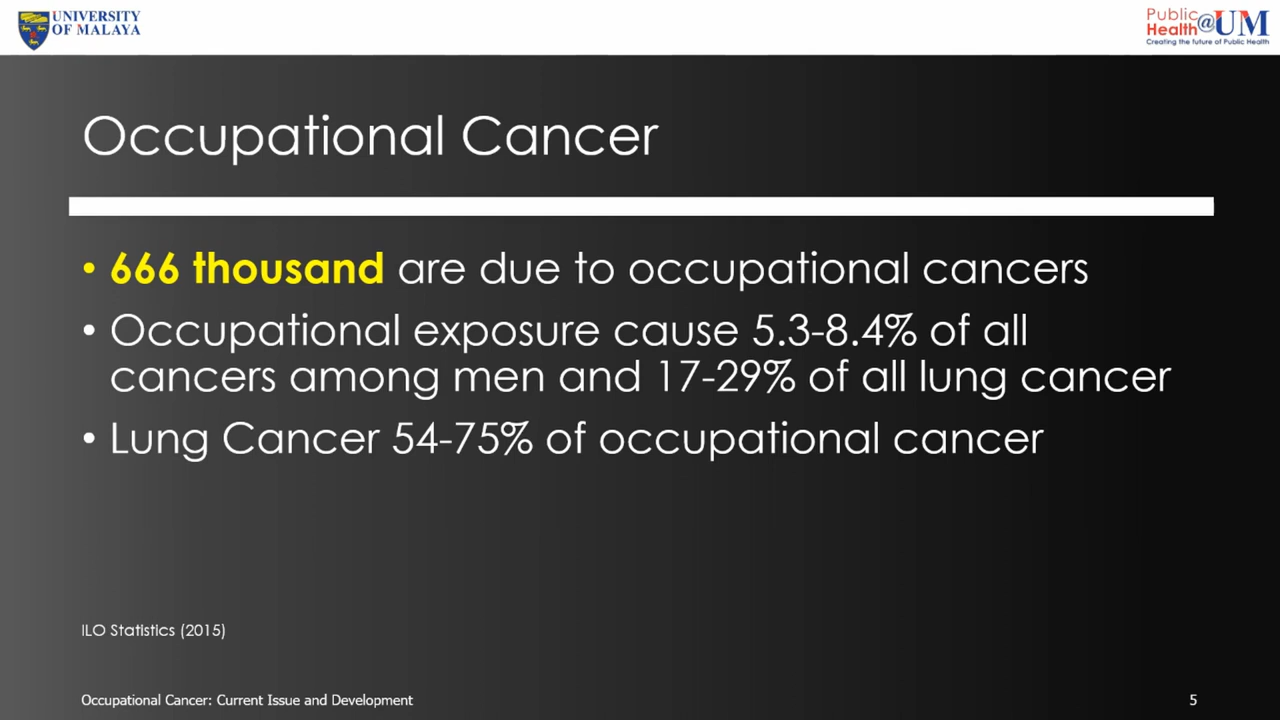 UNIVERSITY
OF MALAYA
Public
Health@UM
Creating the future of Public Health
Occupational Cancer
• 666 thousand are due to occupational cancers
• Occupational exposure cause 5.3-8.4% of all
cancers among men and 17-29% of all lung cancer
• Lung Cancer 54-75% of occupational cancer
ILO Statistics (2015)
Occupational Cancer: Current Issue and Development
5